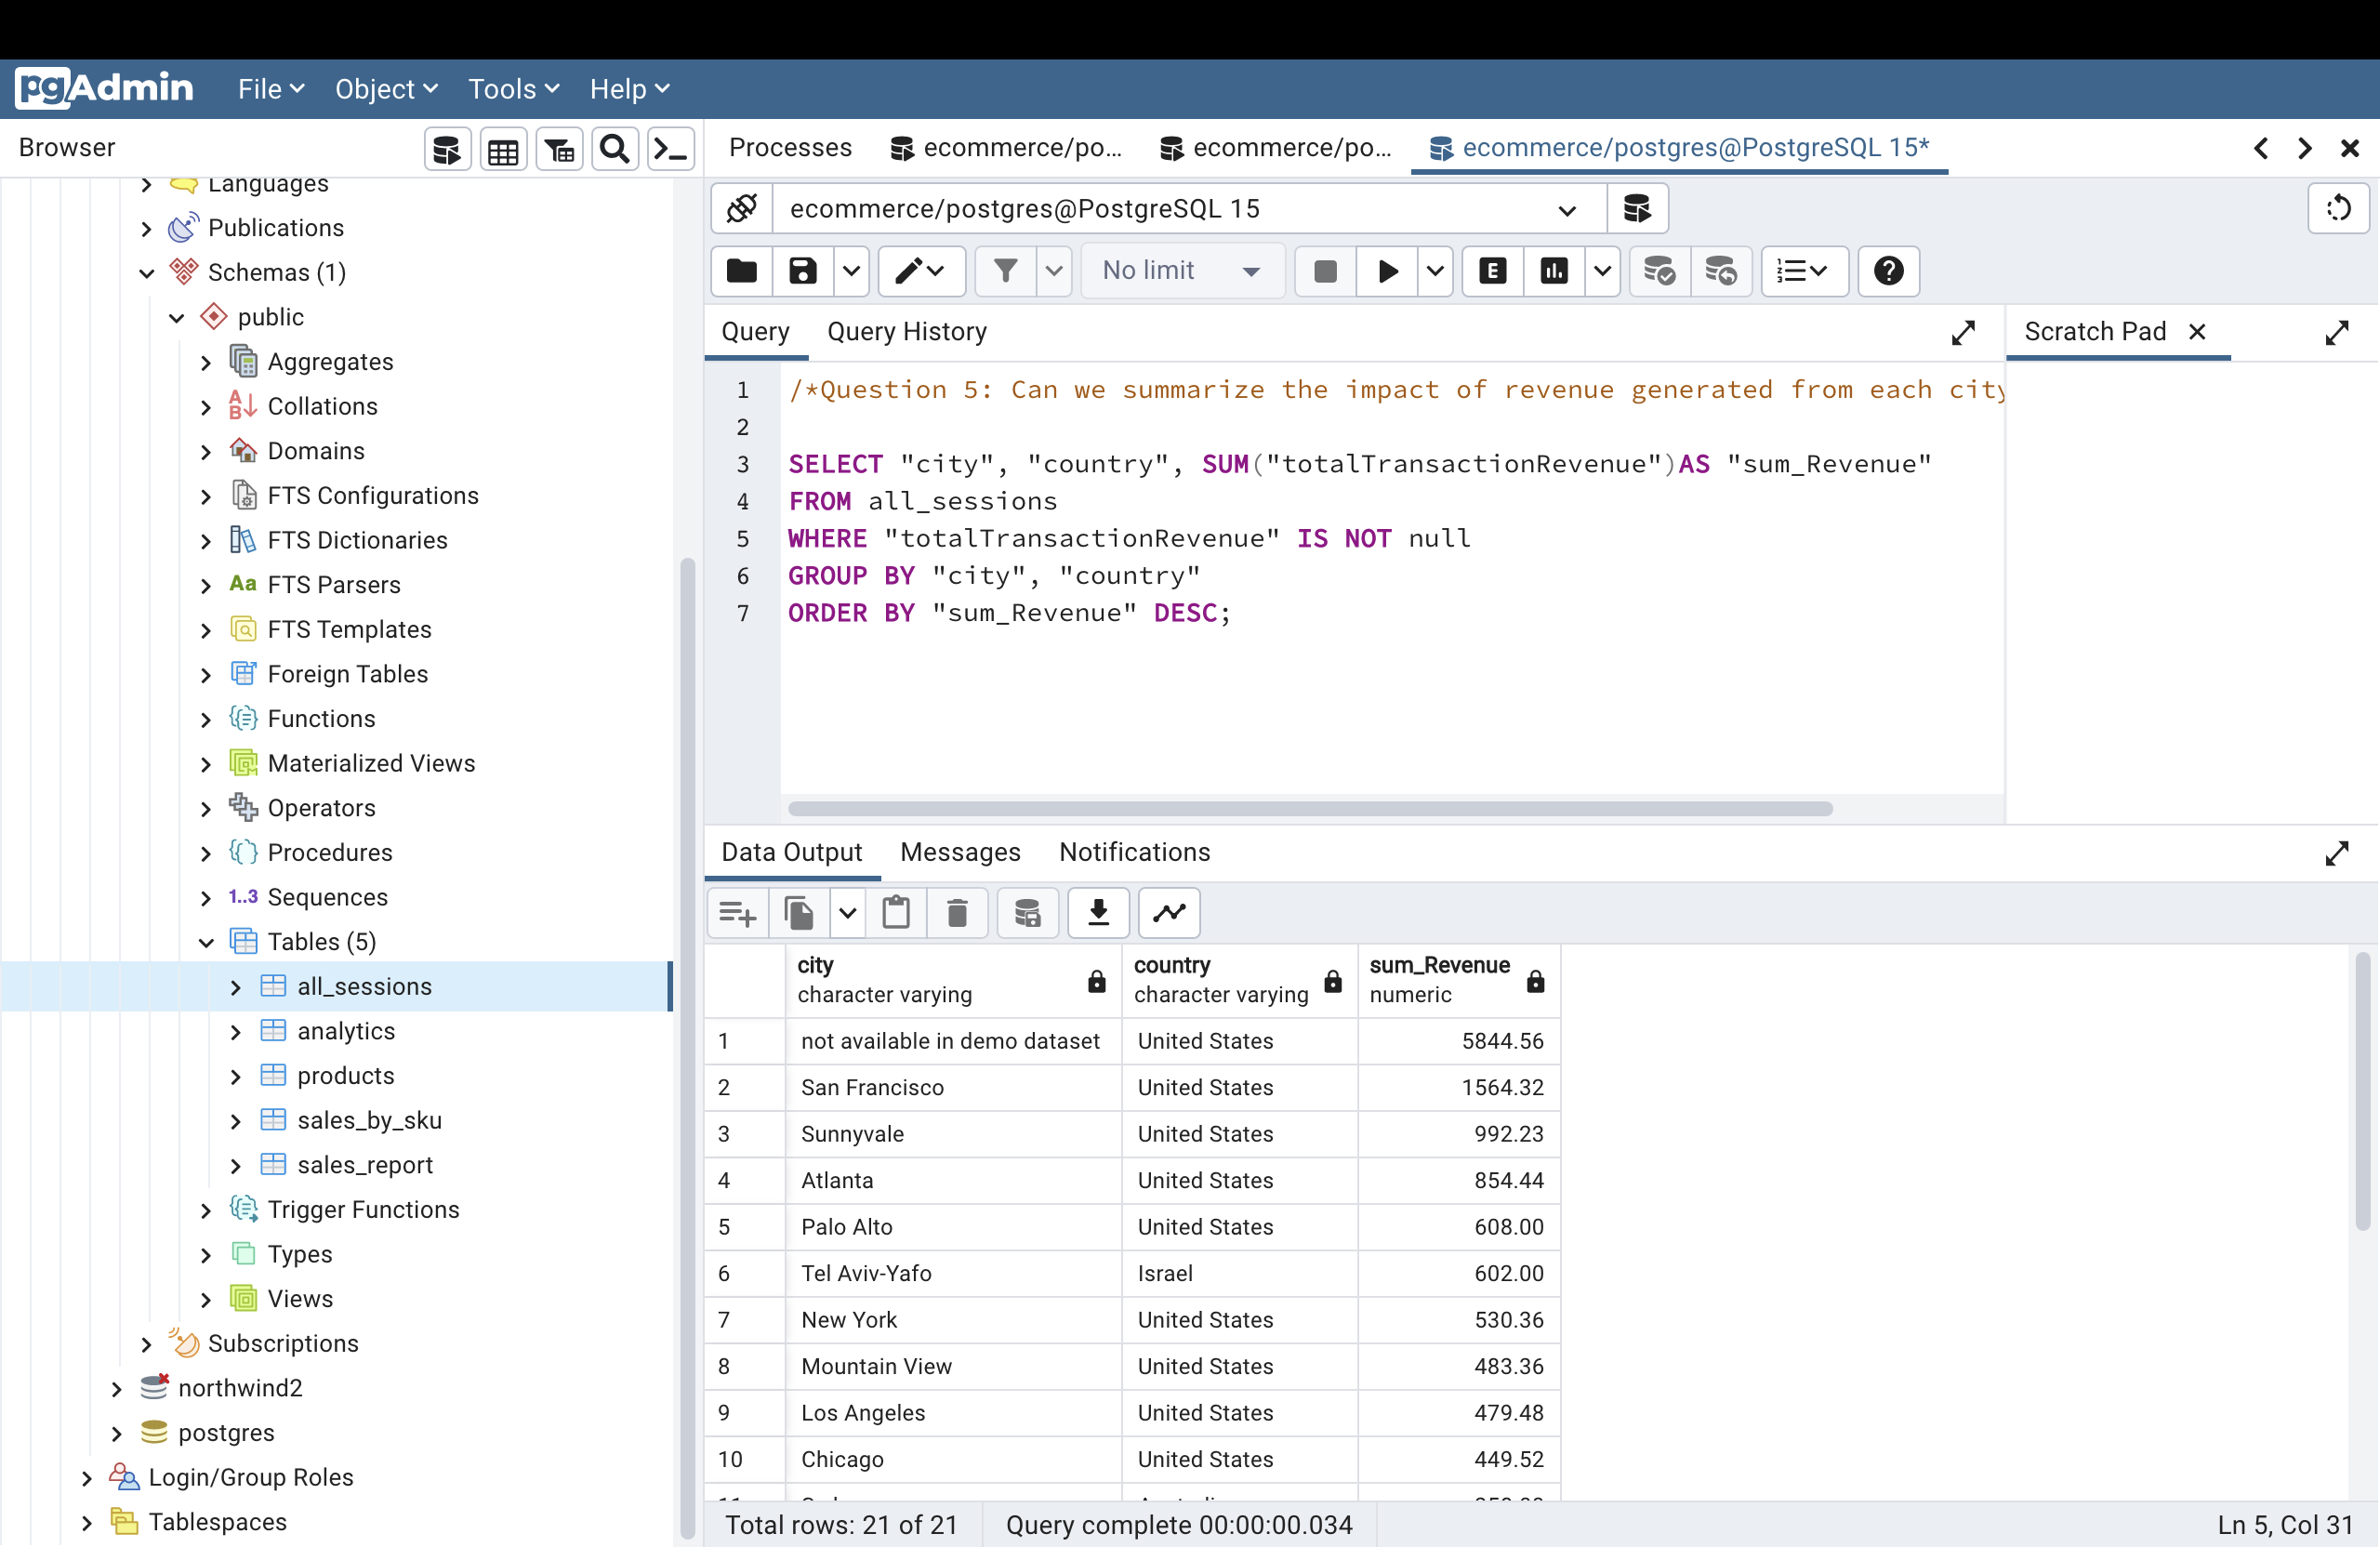 pgAdmin File Object Tools Help
Browser
Processes ecommerce/po... ecommerce/po... ecommerce/postgres@PostgreSQL 15*
Languages
Publications
Schemas (1)
public
Aggregates
Collations
Domains
FTS Configurations
FTS Dictionaries
Aa FTS Parsers
FTS Templates
Foreign Tables
Functions
Materialized Views
Operators
Procedures
1..3 Sequences
Tables (5)
all_sessions
analytics
products
sales_by_sku
sales_report
Trigger Functions
Types
Views
Subscriptions
northwind2
postgres
Login/Group Roles
Tablespaces
ecommerce/postgres@PostgreSQL 15
No limit E
Query Query History Scratch Pad
1 /*Question 5: Can we summarize the impact of revenue generated from each city
2
3 SELECT "city", "country", SUM("totalTransactionRevenue")AS "sum_Revenue"
4 FROM all_sessions
5 WHERE "totalTransactionRevenue" IS NOT null
6 GROUP BY "city", "country"
7 ORDER BY "sum_Revenue" DESC;
Data Output Messages Notifications
city country sum_Revenue
character varying character varying numeric
1 not available in demo dataset United States 5844.56
2 San Francisco United States 1564.32
3 Sunnyvale United States 992.23
4 Atlanta United States 854.44
5 Palo Alto United States 608.00
6 Tel Aviv-Yafo Israel 602.00
7 New York United States 530.36
8 Mountain View United States 483.36
9 Los Angeles United States 479.48
10 Chicago United States 449.52
Total rows: 21 of 21 Query complete 00:00:00.034 Ln 5, Col 31